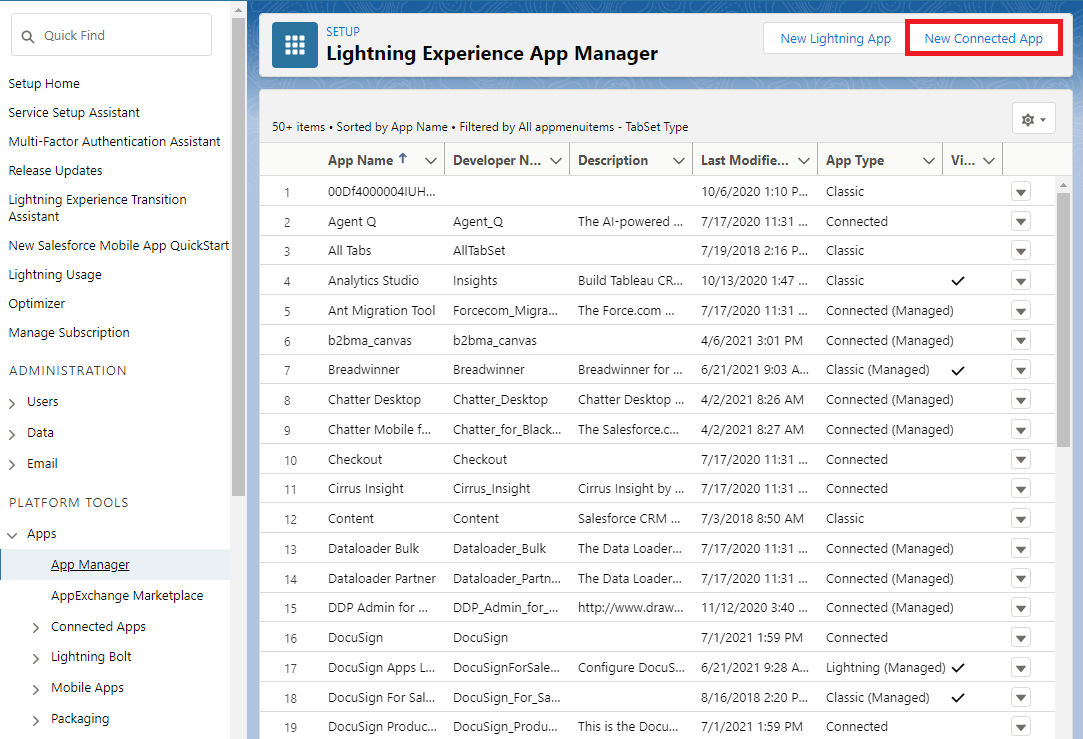 Quick Find
Setup Home
Service Setup Assistant
Multi-Factor Authentication Assistant
Release Updates
Lightning Experience Transition
Assistant
New Salesforce Mobile App QuickStart
Lightning Usage
Optimizer
Manage Subscription
ADMINISTRATION
Users
Data
Email
PLATFORM TOOLS
Apps
App Manager
AppExchange Marketplace
Connected Apps
Lightning Bolt
Mobile Apps
Packaging
SETUP
Lightning Experience App Manager
New Lightning App New Connected App
50+ items • Sorted by App Name • Filtered by All appmenuitems - TabSet Type
App Name Developer N... Description Last Modifie... App Type Vi...
1 00Df4000004IUH... 10/6/2020 1:10 P... Classic
2 Agent Q Agent_Q The AI-powered ... 7/17/2020 11:31 ... Connected
3 All Tabs AllTabSet 7/19/2018 2:16 P... Classic
4 Analytics Studio Insights Build Tableau CR... 10/13/2020 1:47 ... Classic
5 Ant Migration Tool Forcecom_Migra... The Force.com ... 7/17/2020 11:31 ... Connected (Managed)
6 b2bma_canvas b2bma_canvas 4/6/2021 3:01 PM Connected (Managed)
7 Breadwinner Breadwinner Breadwinner for ... 6/21/2021 9:03 A... Classic (Managed)
8 Chatter Desktop Chatter_Desktop Chatter Desktop ... 4/2/2021 8:26 AM Connected (Managed)
9 Chatter Mobile f... Chatter_for_Black... The Salesforce.c... 4/2/2021 8:27 AM Connected (Managed)
10 Checkout Checkout 7/17/2020 11:31 ... Connected
11 Cirrus Insight Cirrus_Insight Cirrus Insight by ... 7/17/2020 11:31 ... Connected
12 Content Content Salesforce CRM ... 7/3/2018 8:50 AM Classic
13 Dataloader Bulk Dataloader_Bulk The Data Loader... 7/17/2020 11:31 ... Connected (Managed)
14 Dataloader Partner Dataloader_Partn... The Data Loader... 7/17/2020 11:31 ... Connected (Managed)
15 DDP Admin for ... DDP_Admin_for_... http://www.draw... 11/12/2020 3:40 ... Connected (Managed)
16 DocuSign DocuSign 7/1/2021 1:59 PM Connected
17 DocuSign Apps L... DocuSignForSale... Configure DocuS... 6/21/2021 9:28 A... Lightning (Managed)
18 DocuSign For Sal... DocuSign_For_Sa... 8/16/2018 2:20 P... Classic (Managed)
19 DocuSign Produc... DocuSign_Produ... This is the Docu... 7/1/2021 1:59 PM Connected